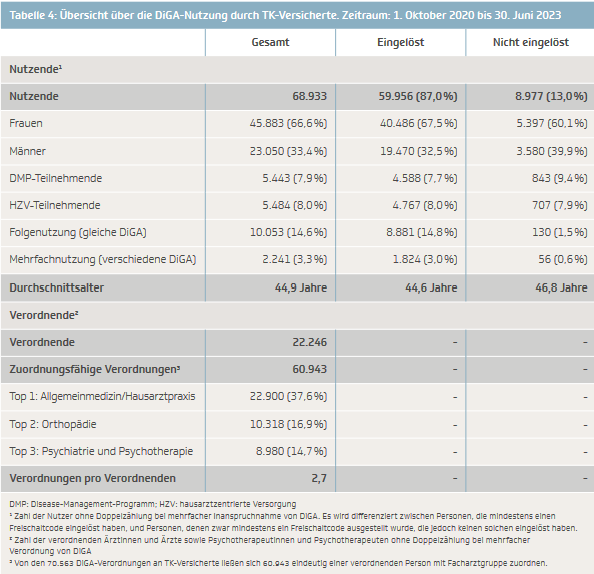 Tabelle 4: Übersicht über die DiGA-Nutzung durch TK-Versicherte. Zeitraum: 1. Oktober 2020 bis 30. Juni 2023
Gesamt Eingelöst Nicht eingelöst
Nutzende¹
Nutzende 68.933 59.956 (87,0%) 8.977 (13,0%)
Frauen 45.883 (66,6%) 40.486 (67,5%) 5.397 (60,1%)
Männer 23.050 (33,4%) 19.470 (32,5%) 3.580 (39,9%)
DMP-Teilnehmende 5.443 (7,9%) 4.588 (7,7%) 843 (9,4%)
HZV-Teilnehmende 5.484 (8,0%) 4.767 (8,0%) 707 (7,9%)
Folgenutzung (gleiche DiGA) 10.053 (14,6%) 8.881 (14,8%) 130 (1,5%)
Mehrfachnutzung (verschiedene DiGA) 2.241 (3,3%) 1.824 (3,0%) 56 (0,6%)
Durchschnittsalter 44,9 Jahre 44,6 Jahre 46,8 Jahre
Verordnende²
Verordnende 22.246 - -
Zuordnungsfähige Verordnungen³ 60.943 - -
Top 1: Allgemeinmedizin/Hausarztpraxis 22.900 (37,6%) - -
Top 2: Orthopädie 10.318 (16,9%) - -
Top 3: Psychiatrie und Psychotherapie 8.980 (14,7%) - -
Verordnungen pro Verordnenden 2,7 - -
DMP: Disease-Management-Programm; HZV: hausarztzentrierte Versorgung
¹ Zahl der Nutzer ohne Doppelzählung bei mehrfacher Inanspruchnahme von DiGA. Es wird differenziert zwischen Personen, die mindestens einen
Freischaltcode eingelöst haben, und Personen, denen zwar mindestens ein Freischaltcode ausgestellt wurde, die jedoch keinen solchen eingelöst haben.
² Zahl der verordnenden Ärztinnen und Ärzte sowie Psychotherapeutinnen und Psychotherapeuten ohne Doppelzählung bei mehrfacher
Verordnung von DiGA
³ Von den 70.563 DiGA-Verordnungen an TK-Versicherte ließen sich 60.943 eindeutig einer verordnenden Person mit Facharztgruppe zuordnen.